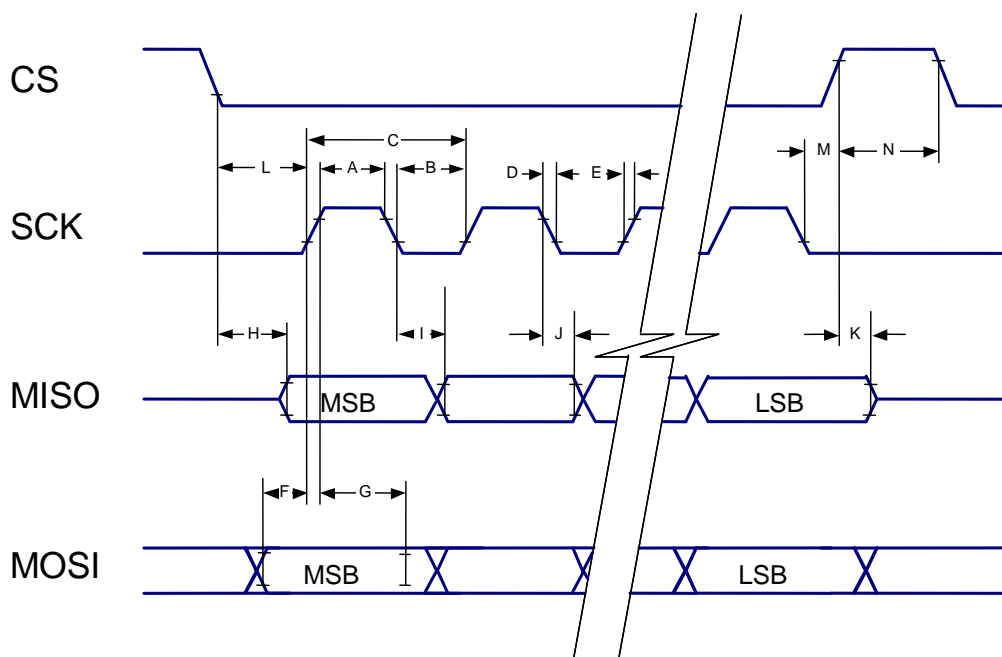 CS
C
M N
L A B D E
SCK
H I J K
MISO MSB LSB
F G
MOSI MSB LSB